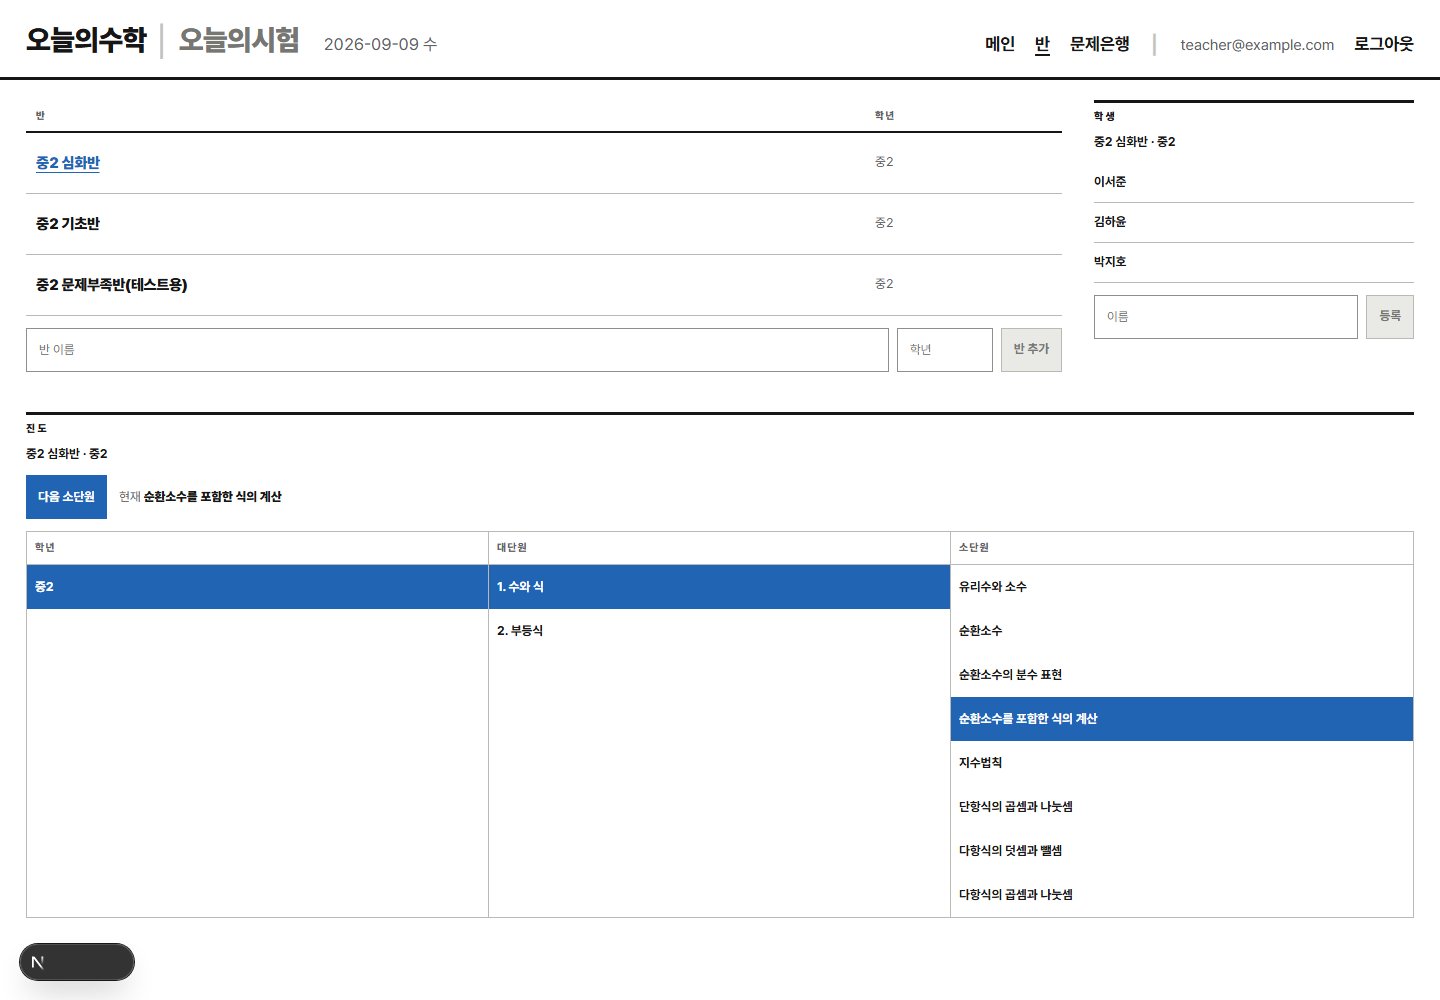 오늘의수학 오늘의시험 2026-09-09 수 메인 반 문제은행 teacher@example.com 로그아웃
반 학년
중2 심화반 중2
중2 기초반 중2
중2 문제부족반(테스트용) 중2
반 이름 학년 반 추가
학생
중2 심화반 · 중2
이서준
김하윤
박지호
이름 등록
진도
중2 심화반 · 중2
다음 소단원 현재 순환소수를 포함한 식의 계산
학년 대단원 소단원
중2 1. 수와 식 유리수와 소수
2. 부등식 순환소수
순환소수의 분수 표현
순환소수를 포함한 식의 계산
지수법칙
단항식의 곱셈과 나눗셈
다항식의 덧셈과 뺄셈
다항식의 곱셈과 나눗셈
N